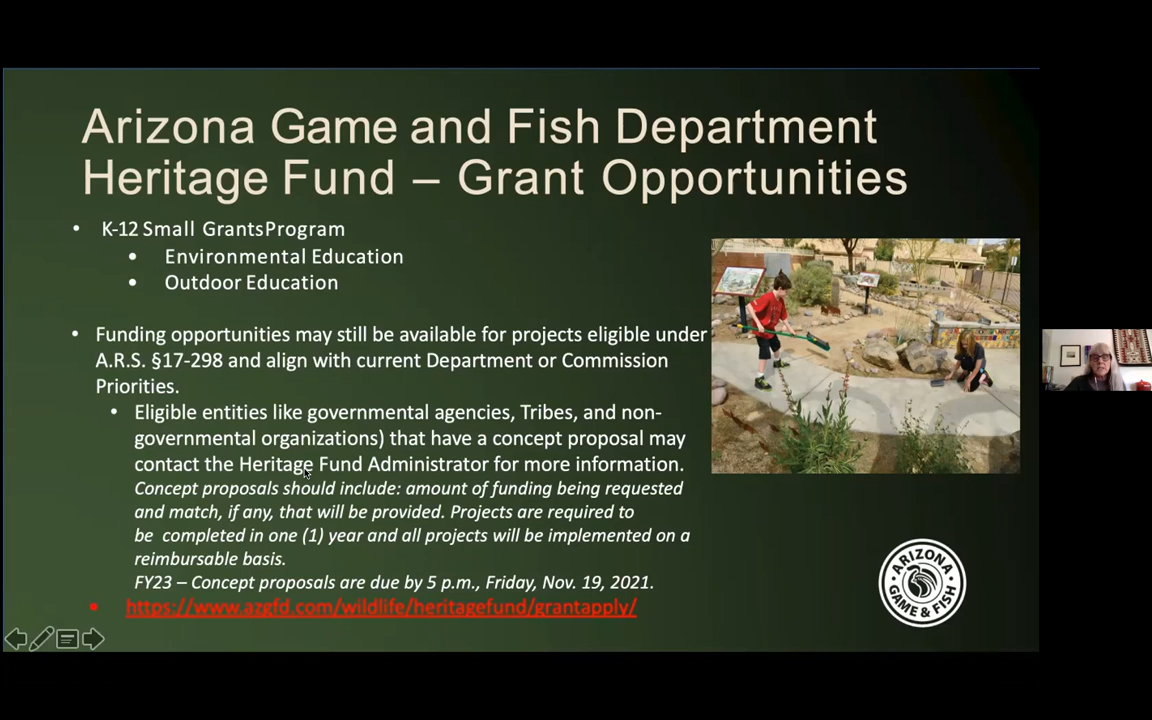 Arizona Game and Fish Department
Heritage Fund – Grant Opportunities
• K-12 Small GrantsProgram
• Environmental Education
• Outdoor Education
• Funding opportunities may still be available for projects eligible under
A.R.S. §17-298 and align with current Department or Commission
Priorities.
• Eligible entities like governmental agencies, Tribes, and non-
governmental organizations) that have a concept proposal may
contact the Heritage Fund Administrator for more information.
Concept proposals should include: amount of funding being requested
and match, if any, that will be provided. Projects are required to
be completed in one (1) year and all projects will be implemented on a
reimbursable basis.
FY23 – Concept proposals are due by 5 p.m., Friday, Nov. 19, 2021.
• https://www.azgfd.com/wildlife/heritagefund/grantapply/
ARIZONA
GAME & FISH